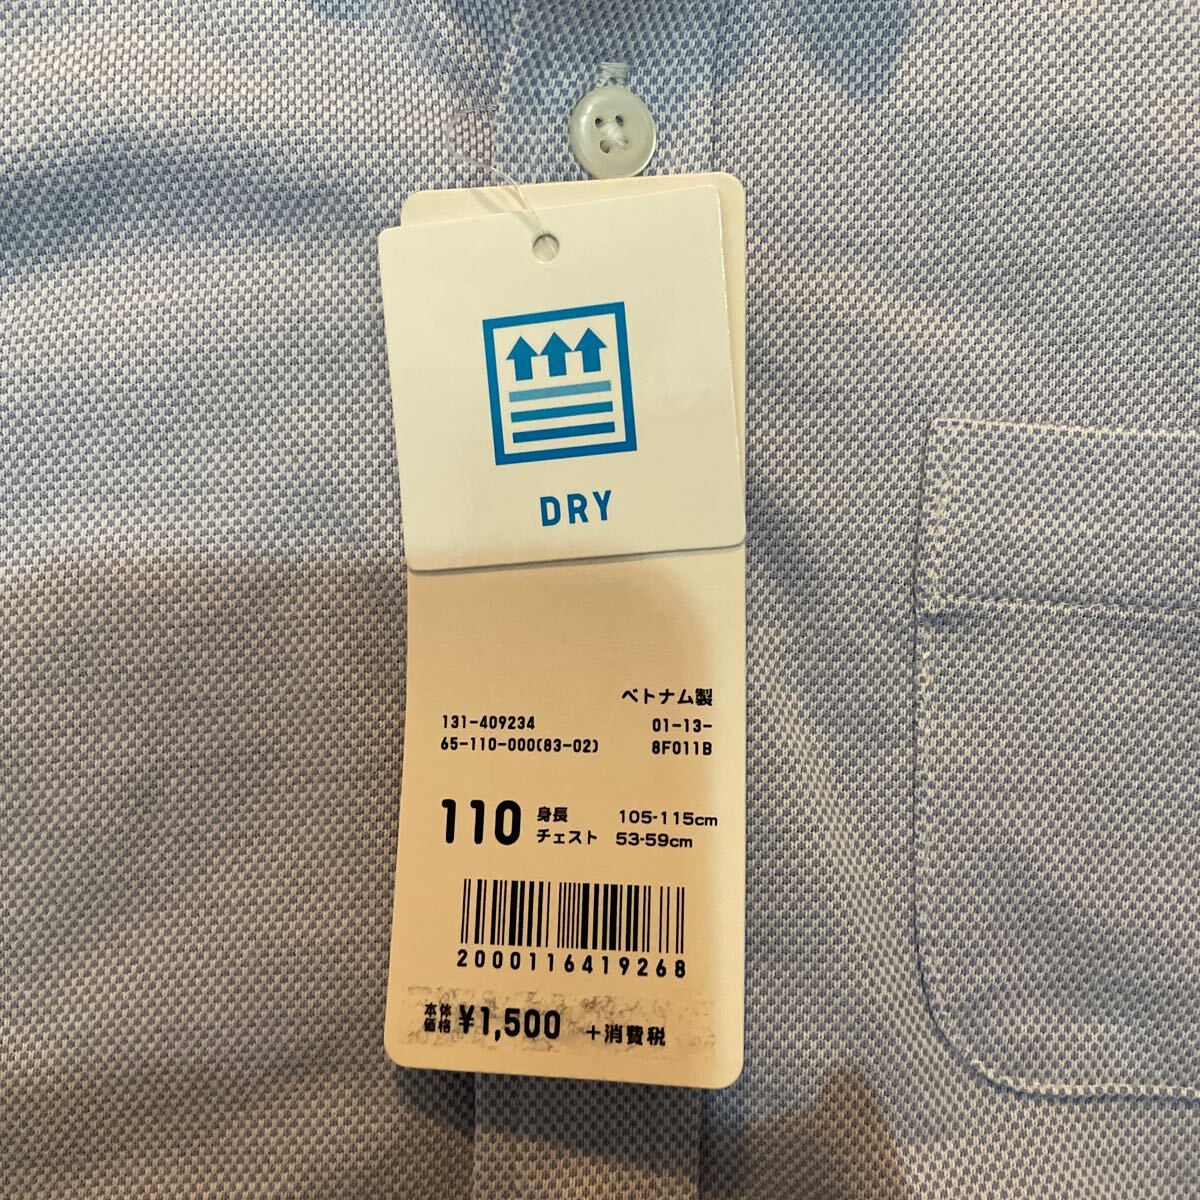 DRY
ベトナム製
131-409234 01-13-
65-110-000(83-02) 8F011B
110 身長 105-115cm
チェスト 53-59cm
2000116419268
本体価格 ¥1,500 +消費税